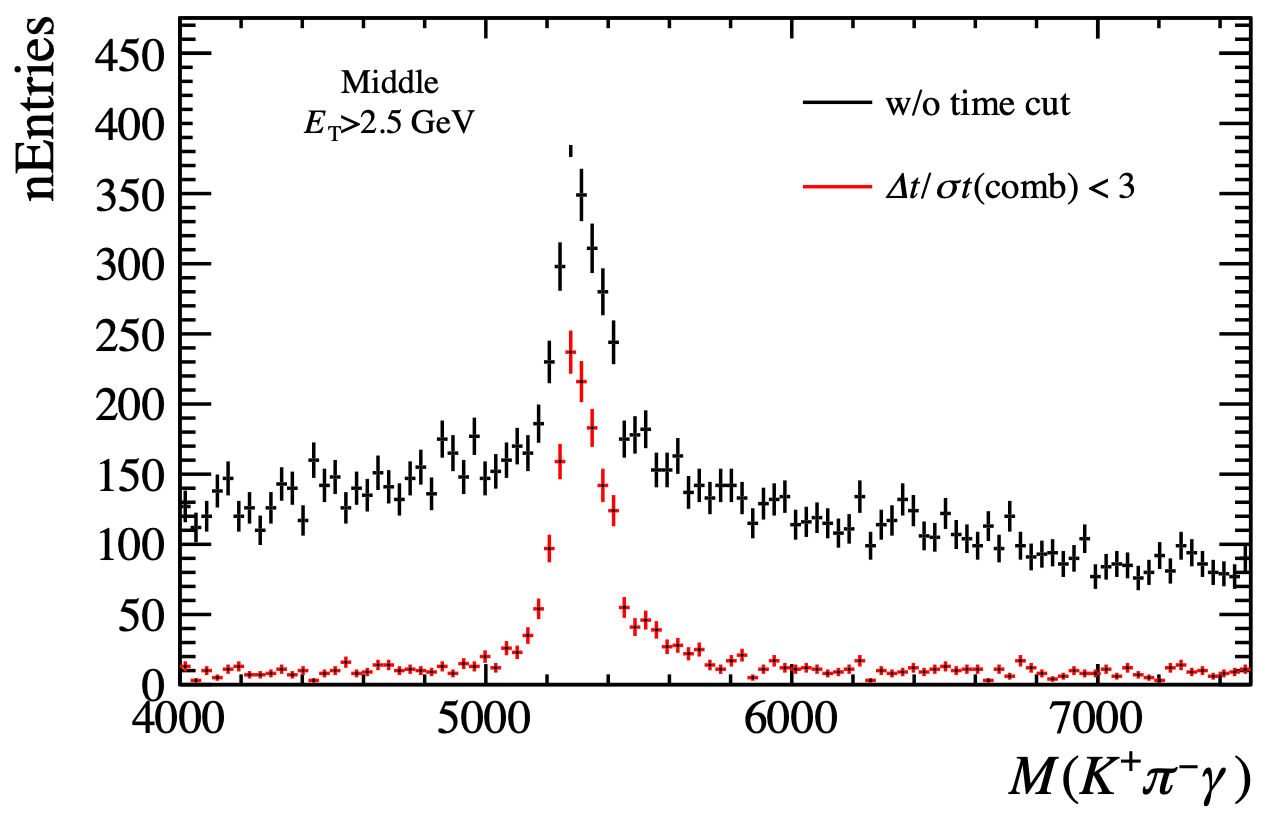 nEntries
450
400
350
300
250
200
150
100
50
0
Middle
E_T>2.5 GeV
w/o time cut
Δt/σt(comb) < 3
4000 5000 6000 7000
M(K⁺π⁻γ)